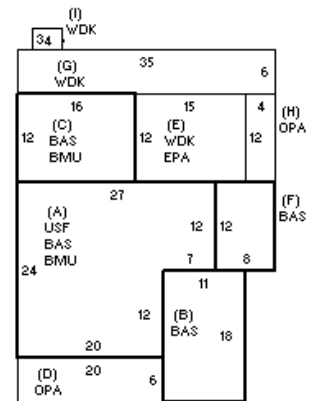 (I)
WDK
34
35
(G)
WDK
6
16
15
4
(H)
OPA
12
(C)
BAS
BMU
12
(E)
WDK
EPA
12
27
(F)
BAS
(A)
USF
BAS
BMU
12
12
24
7
8
11
12
(B)
BAS
18
20
20
(D)
OPA
6